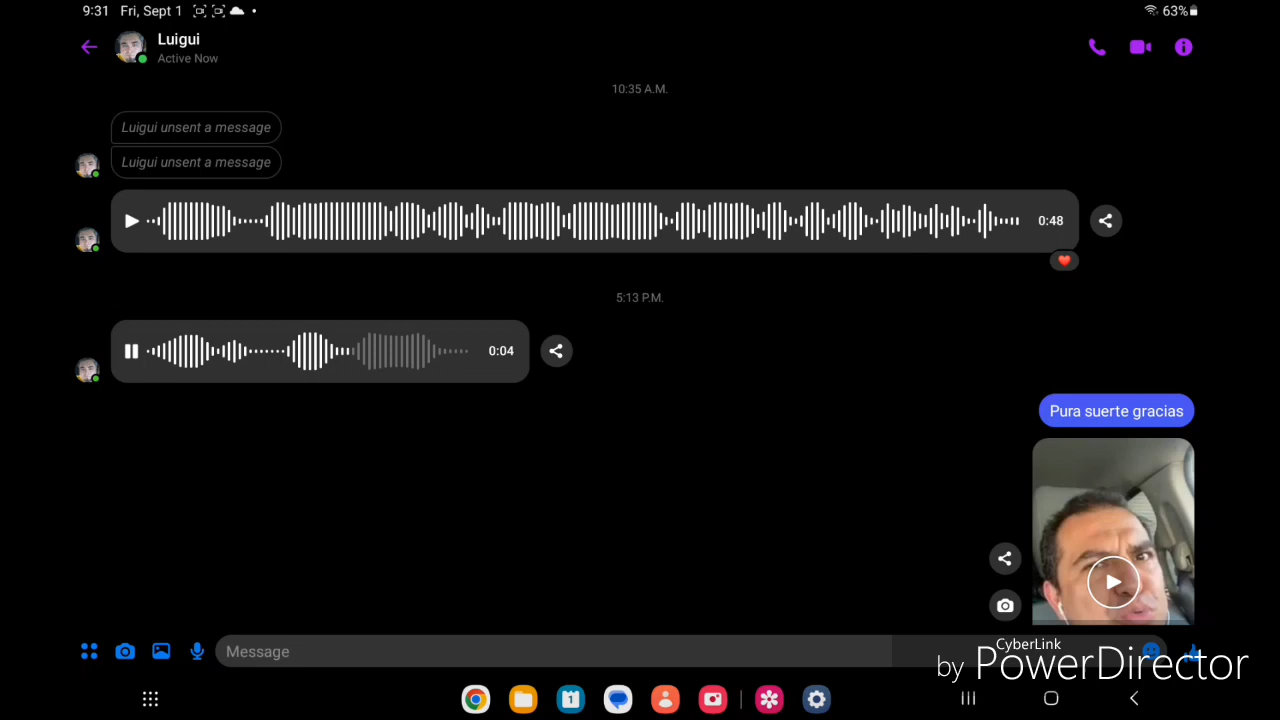 9:31 Fri, Sept 1 63%
Luigui
Active Now
10:35 A.M.
Luigui unsent a message
Luigui unsent a message
0:48
5:13 P.M.
0:04
Pura suerte gracias
Message
CyberLink
by PowerDirector
1